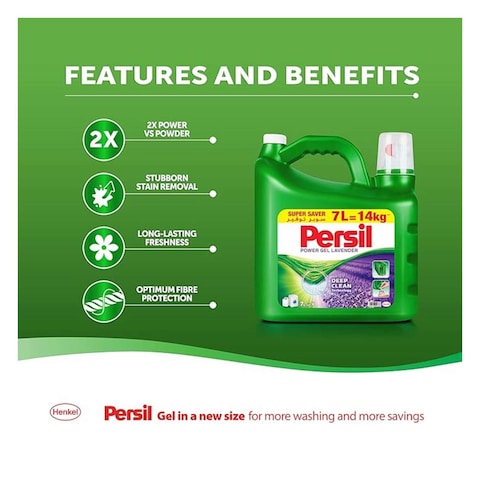 FEATURES AND BENEFITS
2X
2X POWER
VS POWDER
STUBBORN
STAIN REMOVAL
LONG-LASTING
FRESHNESS
OPTIMUM FIBRE
PROTECTION
SUPER SAVER 7L=14kg
سوبر توفير
Persil
POWER GEL LAVENDER
DEEP
CLEAN
Henkel
Persil Gel in a new size for more washing and more savings